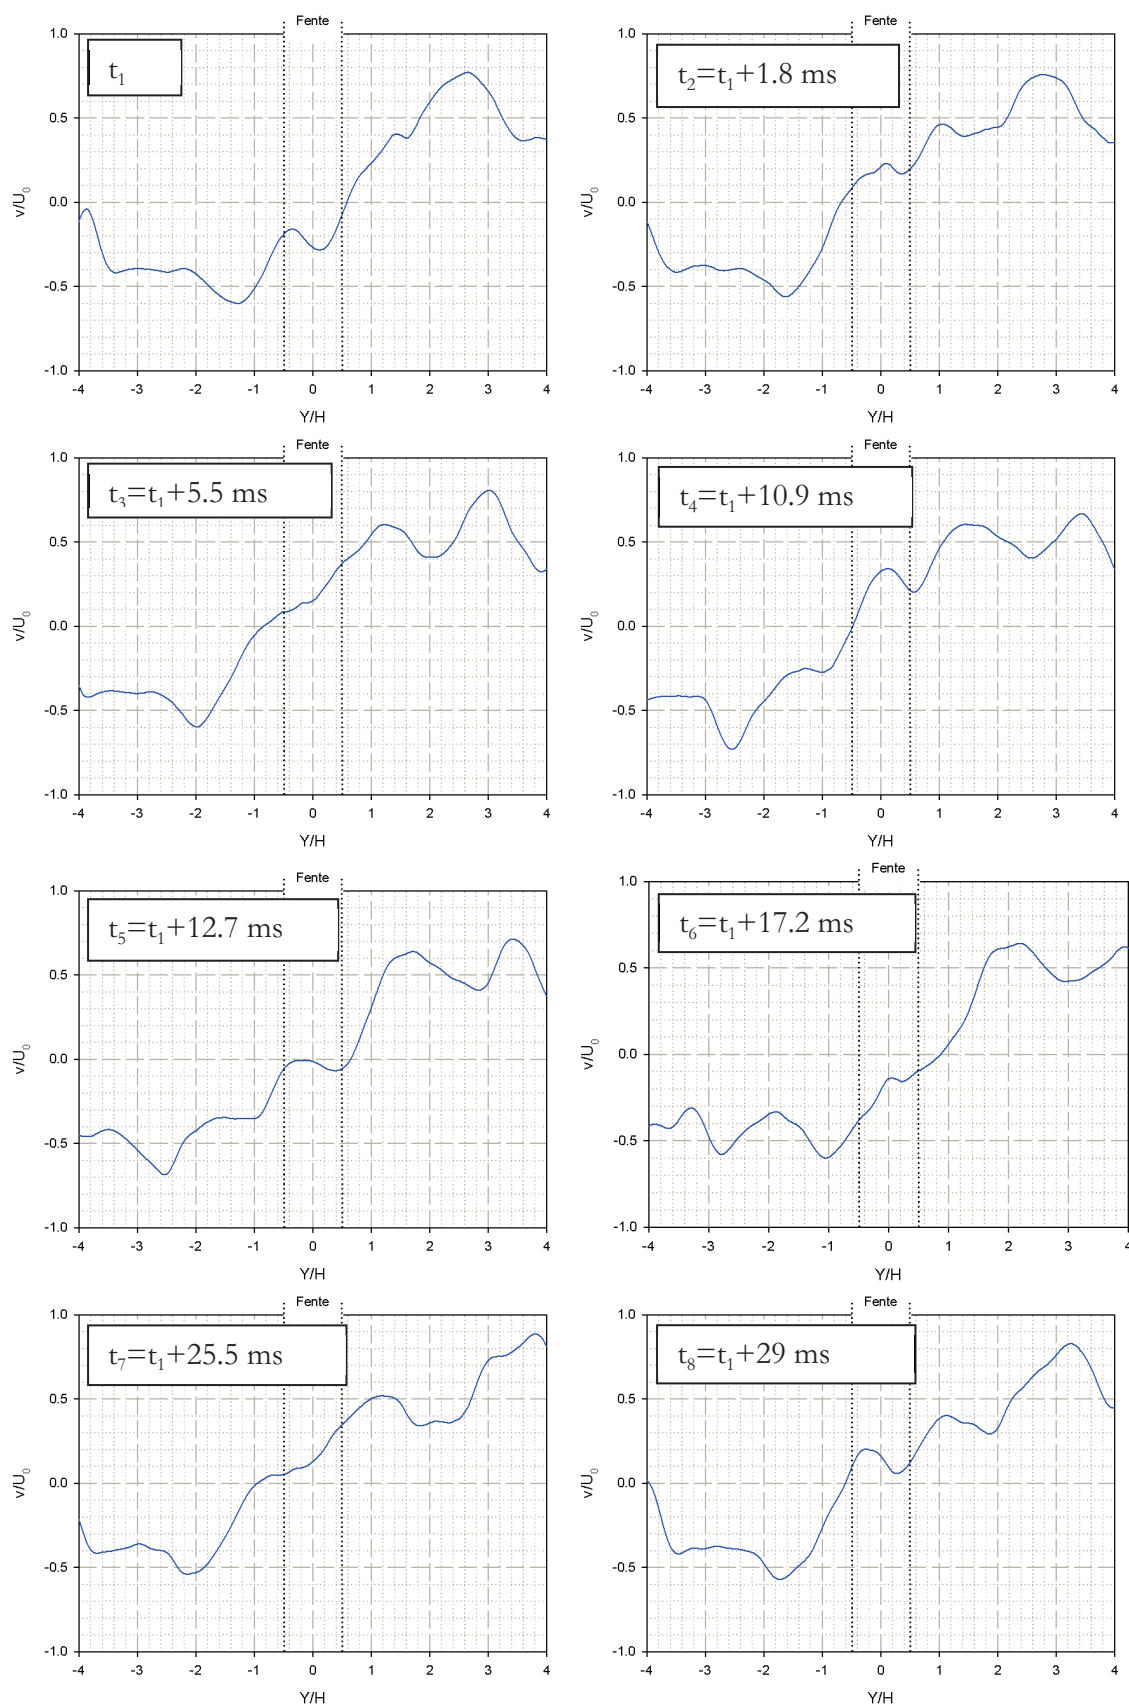 Fente
t₁
1.0
0.5
0.0
-0.5
-1.0
v/U₀
-4 -3 -2 -1 0 1 2 3 4
Y/H
Fente
t₂=t₁+1.8 ms
1.0
0.5
0.0
-0.5
-1.0
v/U₀
-4 -3 -2 -1 0 1 2 3 4
Y/H
Fente
t₃=t₁+5.5 ms
1.0
0.5
0.0
-0.5
-1.0
v/U₀
-4 -3 -2 -1 0 1 2 3 4
Y/H
Fente
t₄=t₁+10.9 ms
1.0
0.5
0.0
-0.5
-1.0
v/U₀
-4 -3 -2 -1 0 1 2 3 4
Y/H
Fente
t₅=t₁+12.7 ms
1.0
0.5
0.0
-0.5
-1.0
v/U₀
-4 -3 -2 -1 0 1 2 3 4
Y/H
Fente
t₆=t₁+17.2 ms
1.0
0.5
0.0
-0.5
-1.0
v/U₀
-4 -3 -2 -1 0 1 2 3 4
Y/H
Fente
t₇=t₁+25.5 ms
1.0
0.5
0.0
-0.5
-1.0
v/U₀
-4 -3 -2 -1 0 1 2 3 4
Y/H
Fente
t₈=t₁+29 ms
1.0
0.5
0.0
-0.5
-1.0
v/U₀
-4 -3 -2 -1 0 1 2 3 4
Y/H